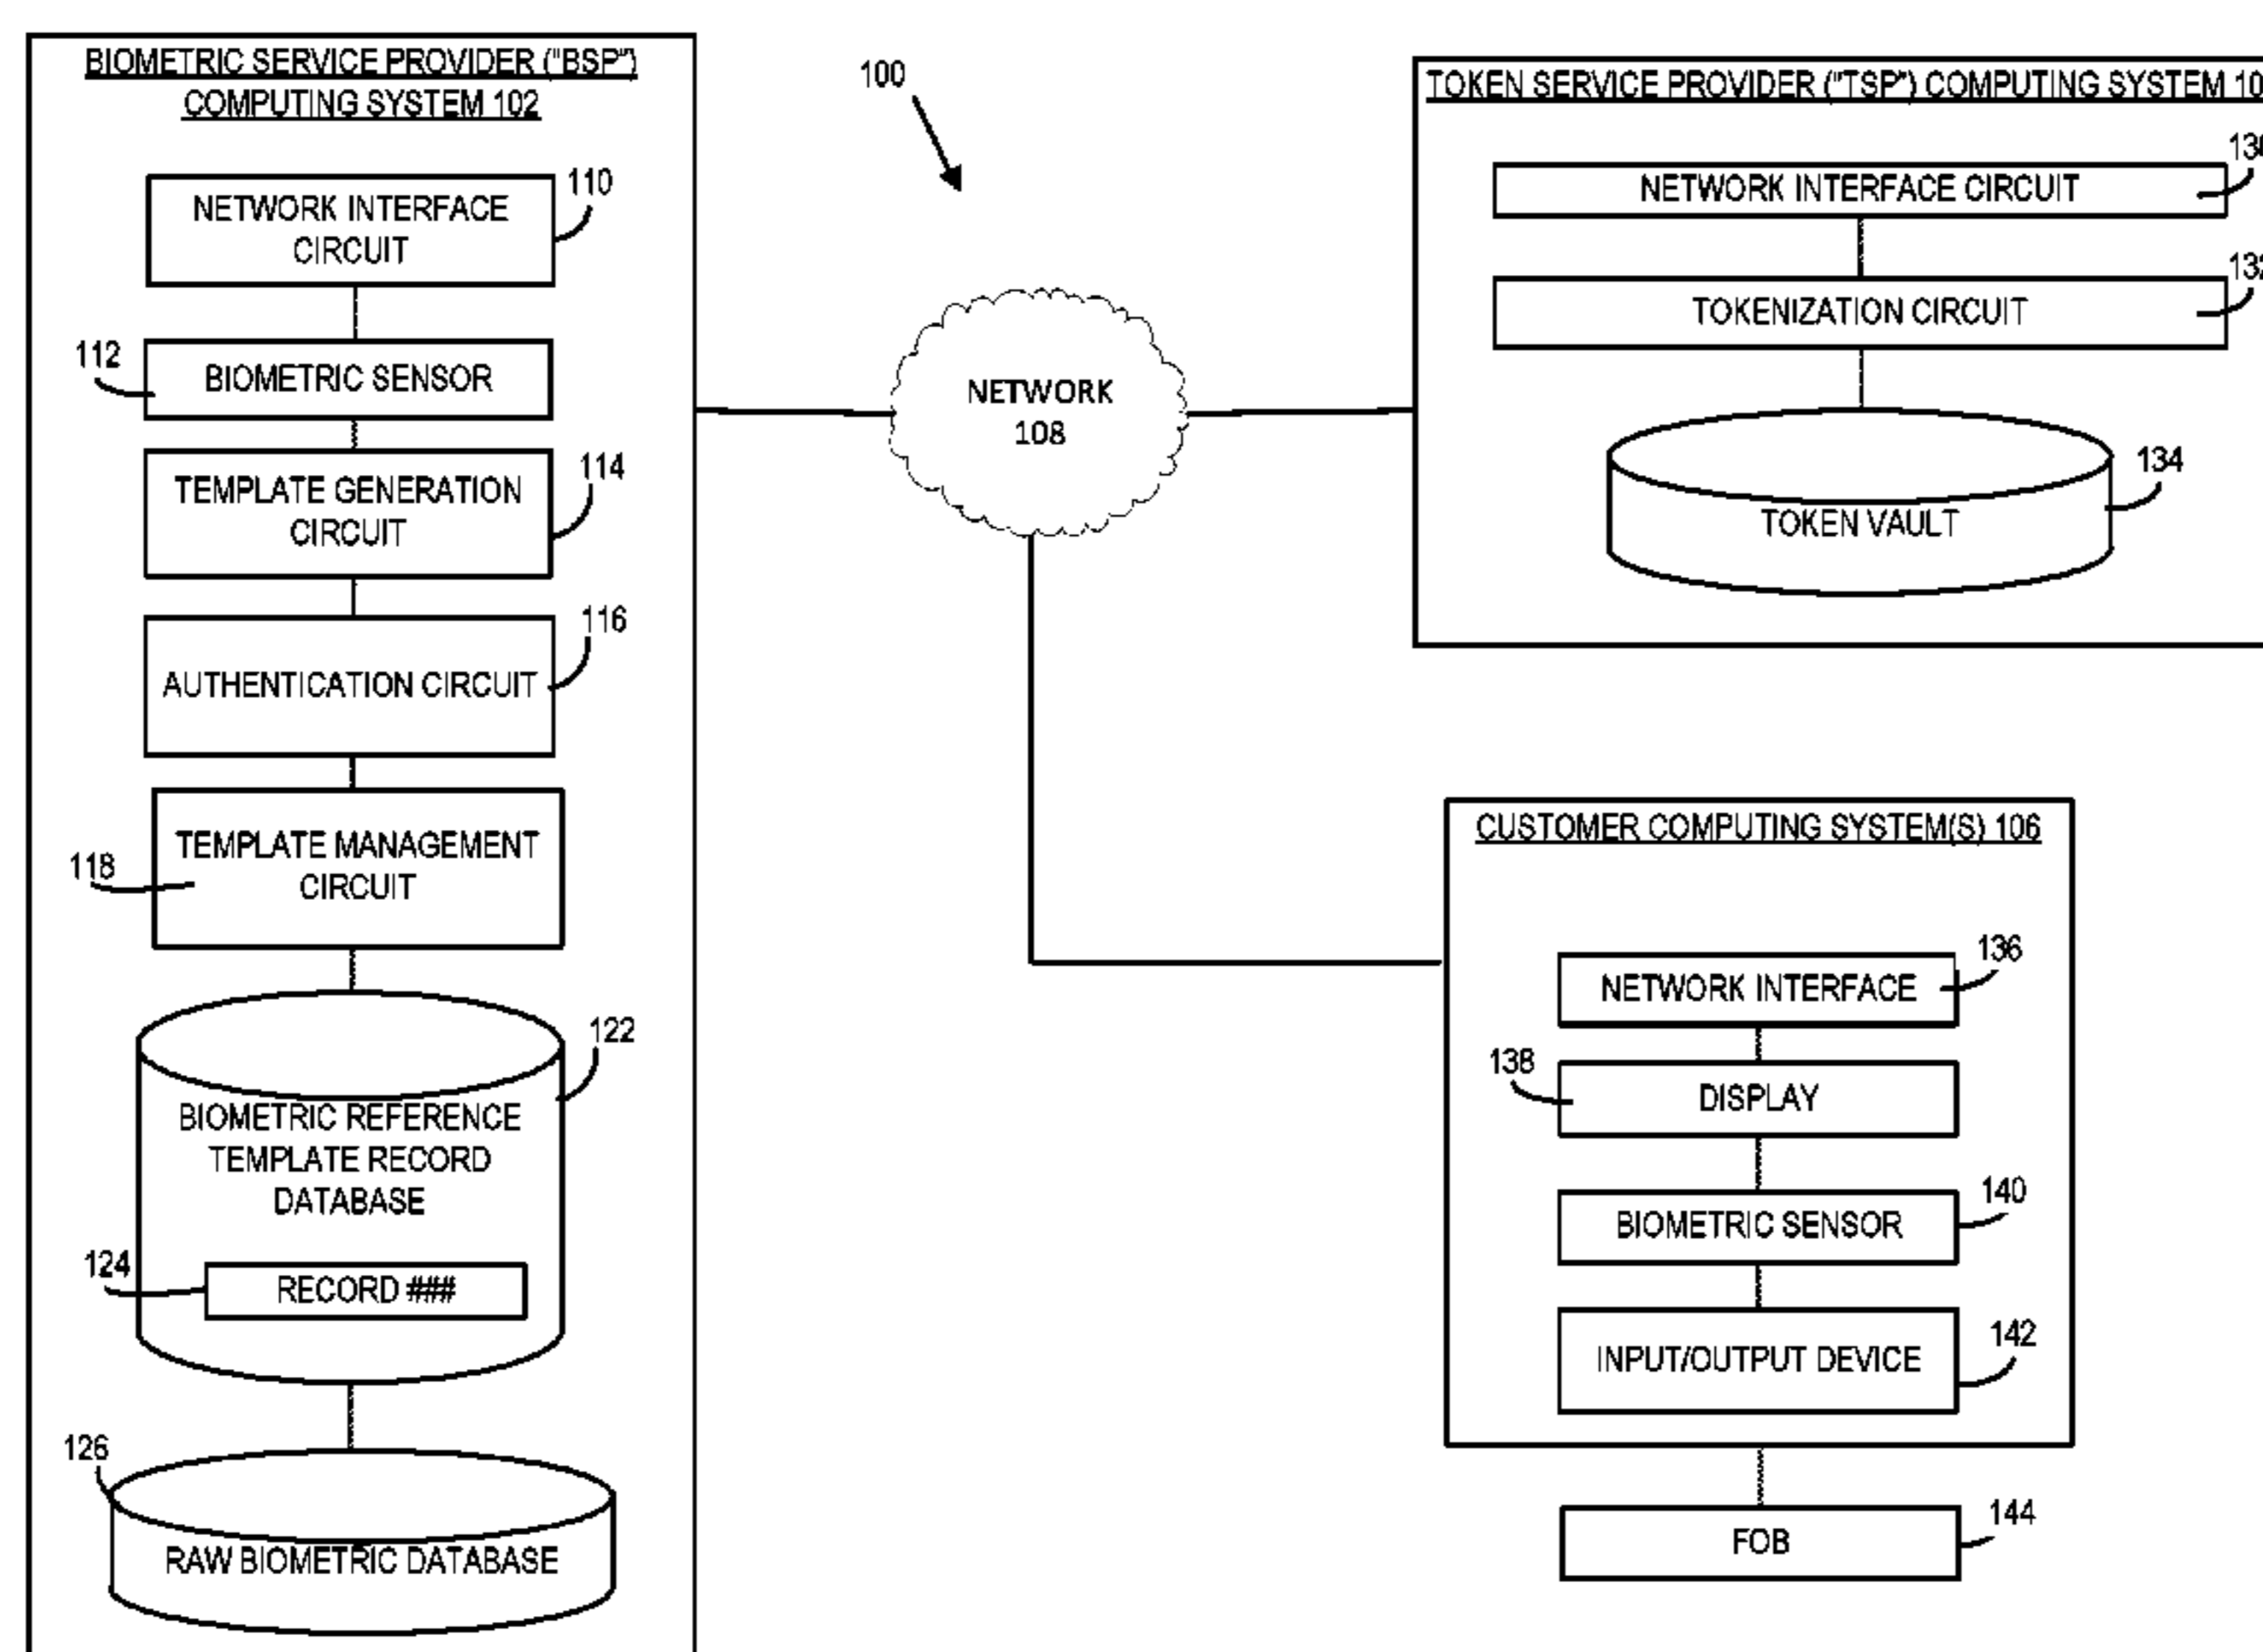 BIOMETRIC SERVICE PROVIDER ("BSP")
COMPUTING SYSTEM 102
NETWORK INTERFACE
CIRCUIT
110
112
BIOMETRIC SENSOR
TEMPLATE GENERATION
CIRCUIT
114
AUTHENTICATION CIRCUIT
116
TEMPLATE MANAGEMENT
CIRCUIT
118
122
BIOMETRIC REFERENCE
TEMPLATE RECORD
DATABASE
124
RECORD ###
126
RAW BIOMETRIC DATABASE
100
NETWORK
108
TOKEN SERVICE PROVIDER ("TSP") COMPUTING SYSTEM
NETWORK INTERFACE CIRCUIT
TOKENIZATION CIRCUIT
134
TOKEN VAULT
CUSTOMER COMPUTING SYSTEM(S) 106
NETWORK INTERFACE
136
138
DISPLAY
BIOMETRIC SENSOR
140
INPUT/OUTPUT DEVICE
142
FOB
144